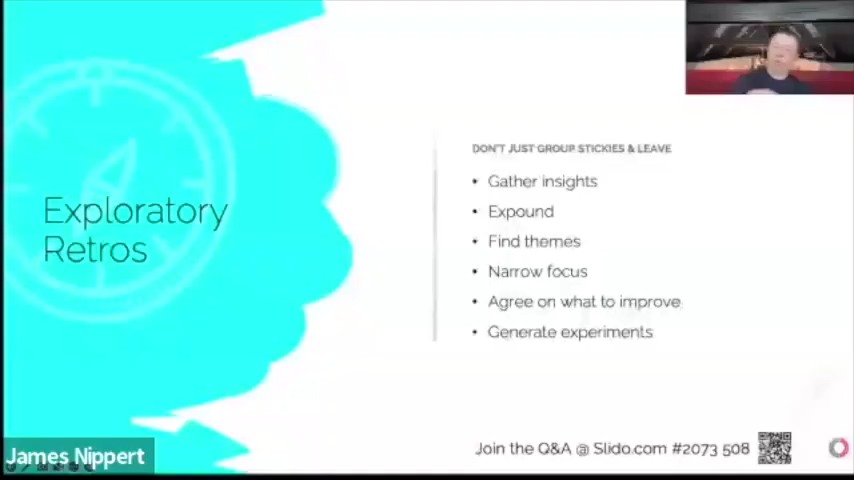 Exploratory
Retros
DON'T JUST GROUP STICKIES & LEAVE
• Gather insights
• Expound
• Find themes
• Narrow focus
• Agree on what to improve
• Generate experiments
Join the Q&A @ Slido.com #2073 508
James Nippert